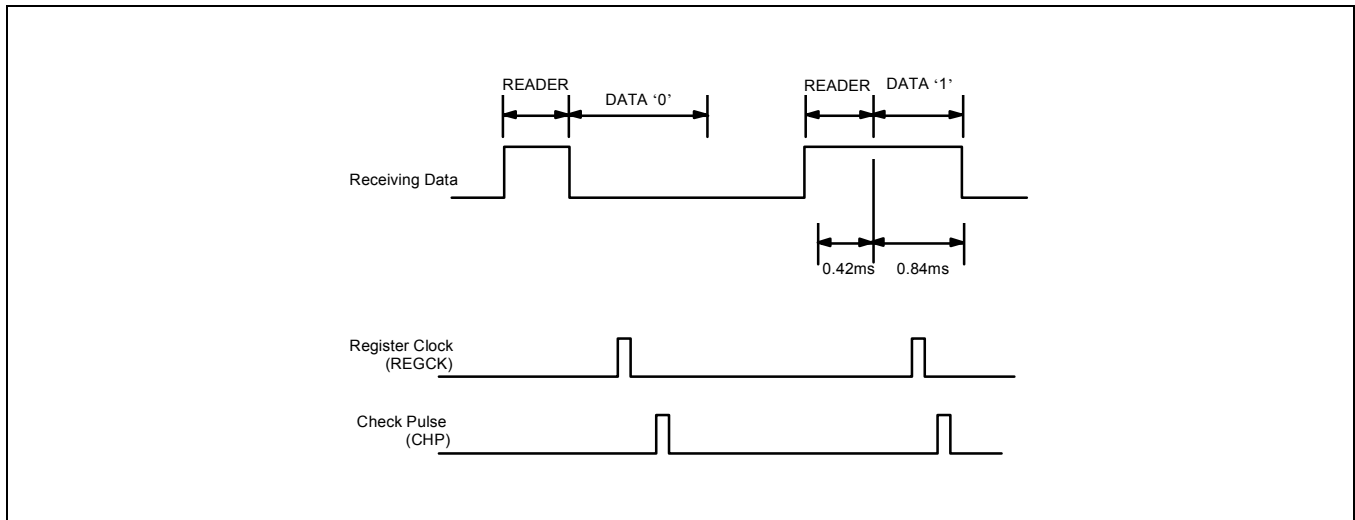 READER
DATA ‘0’
READER
DATA ‘1’
Receiving Data
0.42ms
0.84ms
Register Clock
(REGCK)
Check Pulse
(CHP)